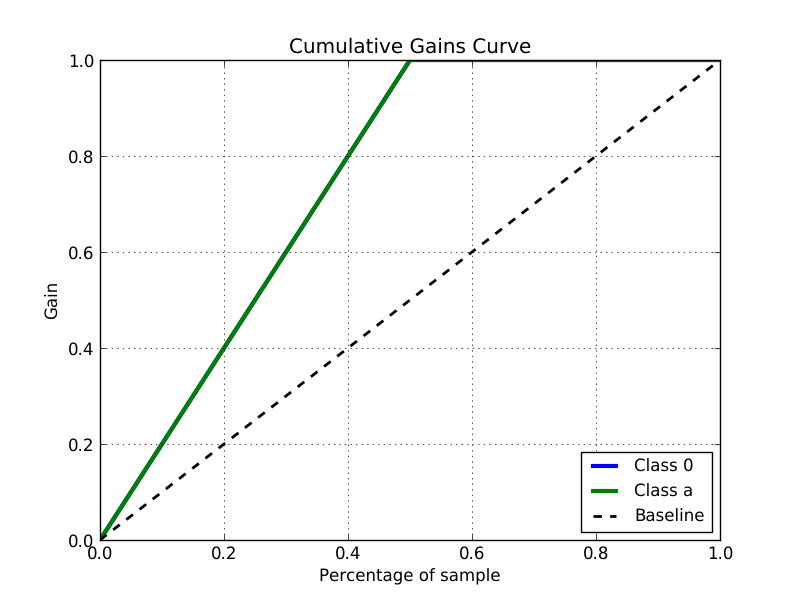 Cumulative Gains Curve
1.0
0.8
0.6
0.4
0.2
0.0
Gain
0.0 0.2 0.4 0.6 0.8 1.0
Percentage of sample
Class 0
Class a
Baseline